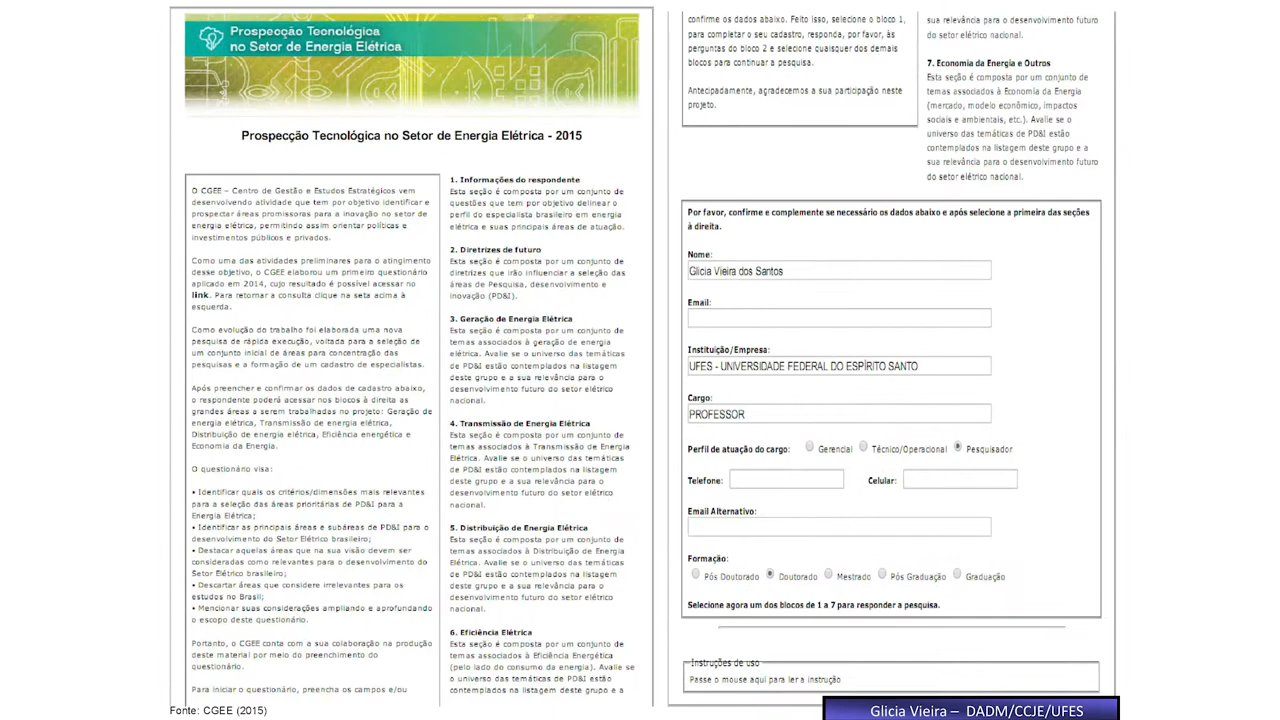 Prospecção Tecnológica
no Setor de Energia Elétrica
Prospecção Tecnológica no Setor de Energia Elétrica - 2015
O CGEE – Centro de Gestão e Estudos Estratégicos vem
desenvolvendo atividade que tem por objetivo identificar e
prospectar áreas promissoras para a inovação no setor de
energia elétrica, permitindo assim orientar políticas e
investimentos públicos e privados.
Como uma das atividades preliminares para o atingimento
desse objetivo, o CGEE elaborou um primeiro questionário
aplicado em 2014, cujo resultado é possível acessar no
link. Para retornar a consulta clique na seta acima à
esquerda.
Como evolução do trabalho foi elaborada uma nova
pesquisa de rápida execução, voltada para a seleção de
um conjunto inicial de áreas para concentração das
pesquisas e a formação de um cadastro de especialistas.
Após preencher e confirmar os dados de cadastro abaixo,
o respondente poderá acessar nos blocos à direita as
grandes áreas a serem trabalhadas no projeto: Geração de
energia elétrica, Transmissão de energia elétrica,
Distribuição de energia elétrica, Eficiência energética e
Economia da Energia.
O questionário visa:
• Identificar quais os critérios/dimensões mais relevantes
para a seleção das áreas prioritárias de PD&I para a
Energia Elétrica;
• Identificar as principais áreas e subáreas de PD&I para o
desenvolvimento do Setor Elétrico brasileiro;
• Destacar aquelas áreas que na sua visão devem ser
consideradas como relevantes para o desenvolvimento do
Setor Elétrico brasileiro;
• Descartar áreas que considere irrelevantes para os
estudos no Brasil;
• Mencionar suas considerações ampliando e aprofundando
o escopo deste questionário.
Portanto, o CGEE conta com a sua colaboração na produção
deste material por meio do preenchimento do
questionário.
Para iniciar o questionário, preencha os campos e/ou
1. Informações do respondente
Esta seção é composta por um conjunto de
questões que tem por objetivo delinear o
perfil do especialista brasileiro em energia
elétrica e suas principais áreas de atuação.
2. Diretrizes de futuro
Esta seção é composta por um conjunto de
diretrizes que irão influenciar a seleção das
áreas de Pesquisa, desenvolvimento e
inovação (PD&I).
3. Geração de Energia Elétrica
Esta seção é composta por um conjunto de
temas associados à geração de energia
elétrica. Avalie se o universo das temáticas
de PD&I estão contemplados na listagem
deste grupo e a sua relevância para o
desenvolvimento futuro do setor elétrico
nacional.
4. Transmissão de Energia Elétrica
Esta seção é composta por um conjunto de
temas associados à Transmissão de Energia
Elétrica. Avalie se o universo das temáticas
de PD&I estão contemplados na listagem
deste grupo e a sua relevância para o
desenvolvimento futuro do setor elétrico
nacional.
5. Distribuição de Energia Elétrica
Esta seção é composta por um conjunto de
temas associados à Distribuição de Energia
Elétrica. Avalie se o universo das temáticas
de PD&I estão contemplados na listagem
deste grupo e a sua relevância para o
desenvolvimento futuro do setor elétrico
nacional.
6. Eficiência Elétrica
Esta seção é composta por um conjunto de
temas associados à Eficiência Energética
(pelo lado do consumo da energia). Avalie se
o universo das temáticas de PD&I estão
contemplados na listagem deste grupo e a
confirme os dados abaixo. Feito isso, selecione o bloco 1,
para completar o seu cadastro, responda, por favor, às
perguntas do bloco 2 e selecione quaisquer dos demais
blocos para continuar a pesquisa.
Antecipadamente, agradecemos a sua participação neste
projeto.
sua relevância para o desenvolvimento futuro
do setor elétrico nacional.
7. Economia da Energia e Outros
Esta seção é composta por um conjunto de
temas associados à Economia da Energia
(mercado, modelo econômico, impactos
sociais e ambientais, etc.). Avalie se o
universo das temáticas de PD&I estão
contemplados na listagem deste grupo e a
sua relevância para o desenvolvimento futuro
do setor elétrico nacional.
Por favor, confirme e complemente se necessário os dados abaixo e após selecione a primeira das seções
à direita.
Nome:
Glicia Vieira dos Santos
Email:
Instituição/Empresa:
UFES - UNIVERSIDADE FEDERAL DO ESPÍRITO SANTO
Cargo:
PROFESSOR
Perfil de atuação do cargo: Gerencial Técnico/Operacional Pesquisador
Telefone: Celular:
Email Alternativo:
Formação:
Pós Doutorado Doutorado Mestrado Pós Graduação Graduação
Selecione agora um dos blocos de 1 a 7 para responder a pesquisa.
Instruções de uso
Passe o mouse aqui para ler a instrução
Fonte: CGEE (2015)
Glicia Vieira – DADM/CCJE/UFES